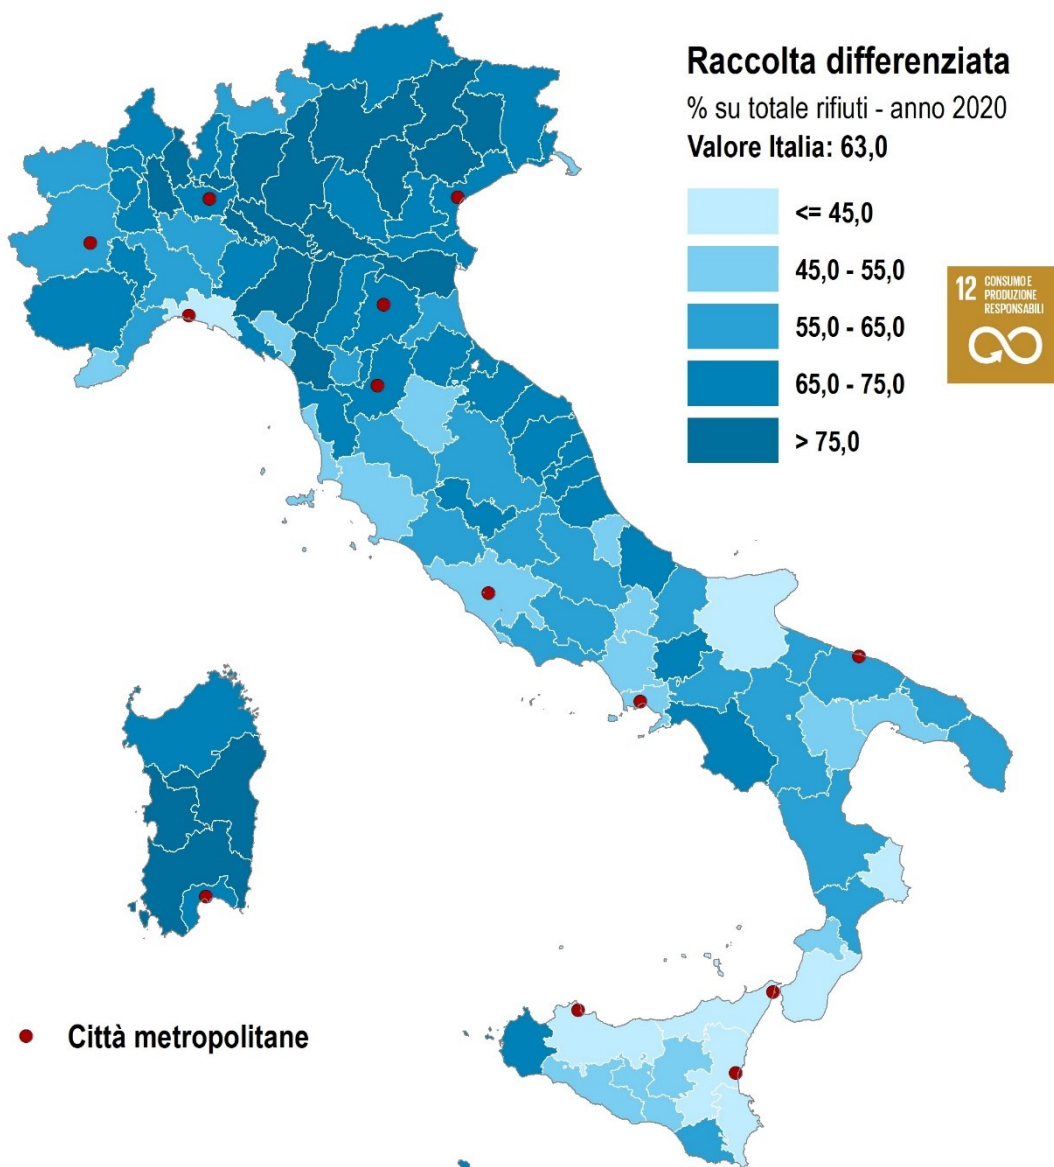 Raccolta differenziata
% su totale rifiuti - anno 2020
Valore Italia: 63,0
<= 45,0
45,0 - 55,0
55,0 - 65,0
65,0 - 75,0
> 75,0
12 CONSUMO E
PRODUZIONE
RESPONSABILI
Città metropolitane